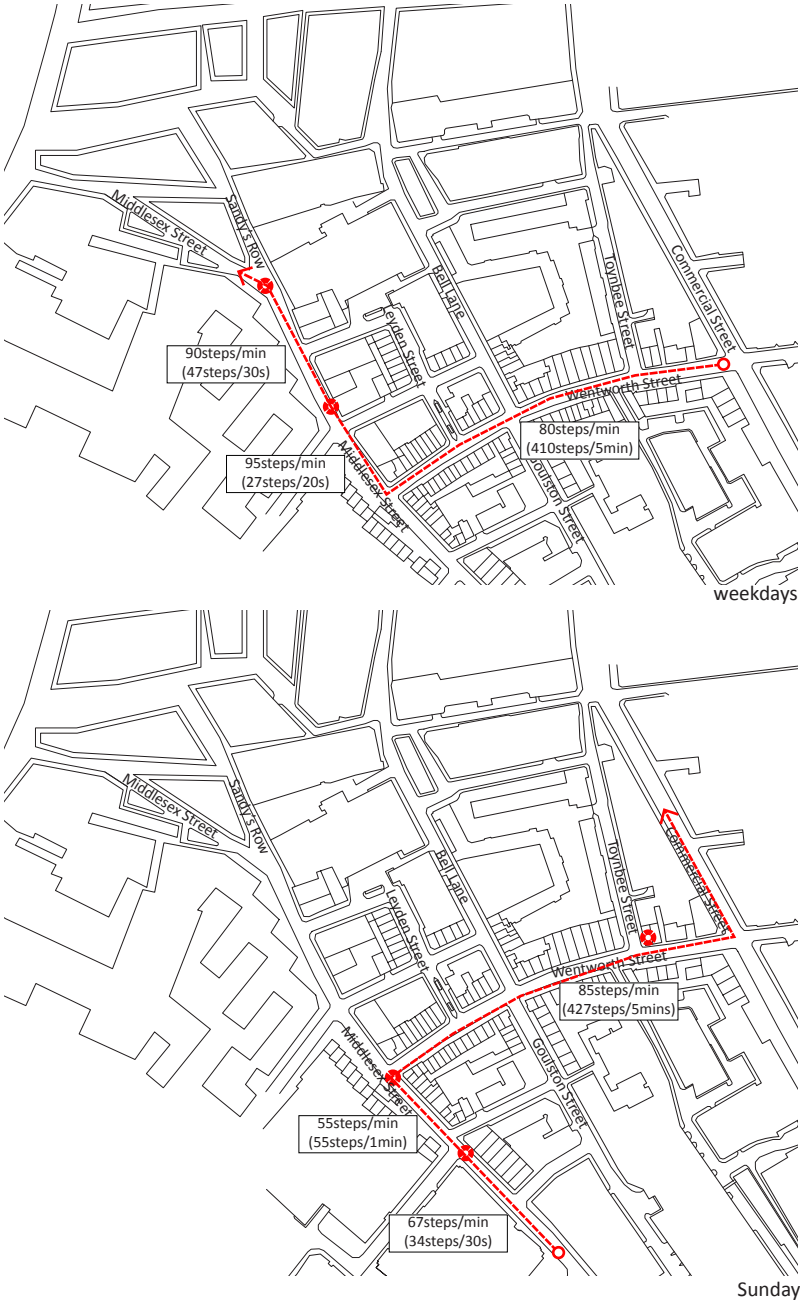 Middlesex Street
Sandy's Row
Commercial Street
Bell Lane
Toynbee Street
Leyden Street
90steps/min
(47steps/30s)
Wentworth Street
80steps/min
(410steps/5min)
95steps/min
(27steps/20s)
Middlesex Street
Goulston Street
weekdays
Middlesex Street
Sandy's Row
Commercial Street
Bell Lane
Toynbee Street
Leyden Street
Wentworth Street
85steps/min
(427steps/5mins)
Middlesex Street
Goulston Street
55steps/min
(55steps/1min)
67steps/min
(34steps/30s)
Sunday